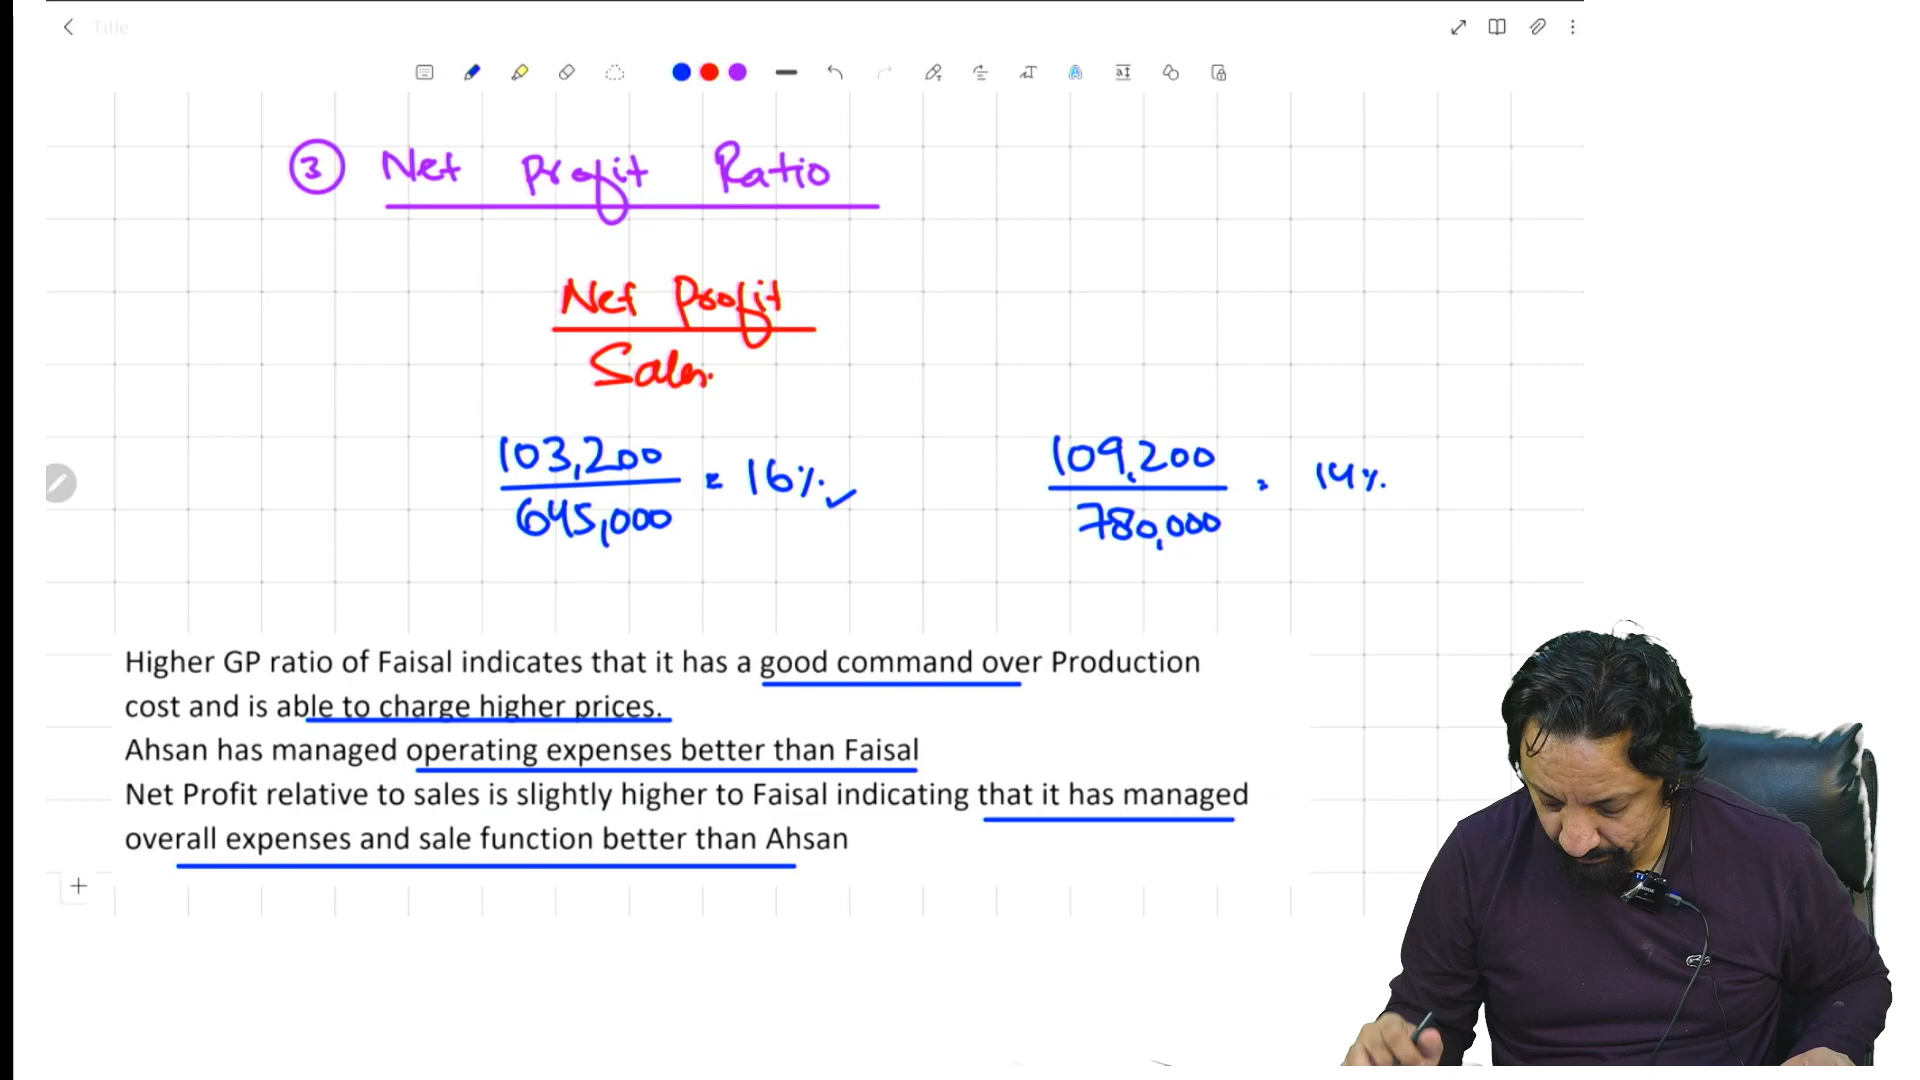 Title
3 Net Profit Ratio
Net Profit
Sales.
103,200
645,000
= 16%
109,200
780,000
= 14%.
Higher GP ratio of Faisal indicates that it has a good command over Production
cost and is able to charge higher prices.
Ahsan has managed operating expenses better than Faisal
Net Profit relative to sales is slightly higher to Faisal indicating that it has managed
overall expenses and sale function better than Ahsan